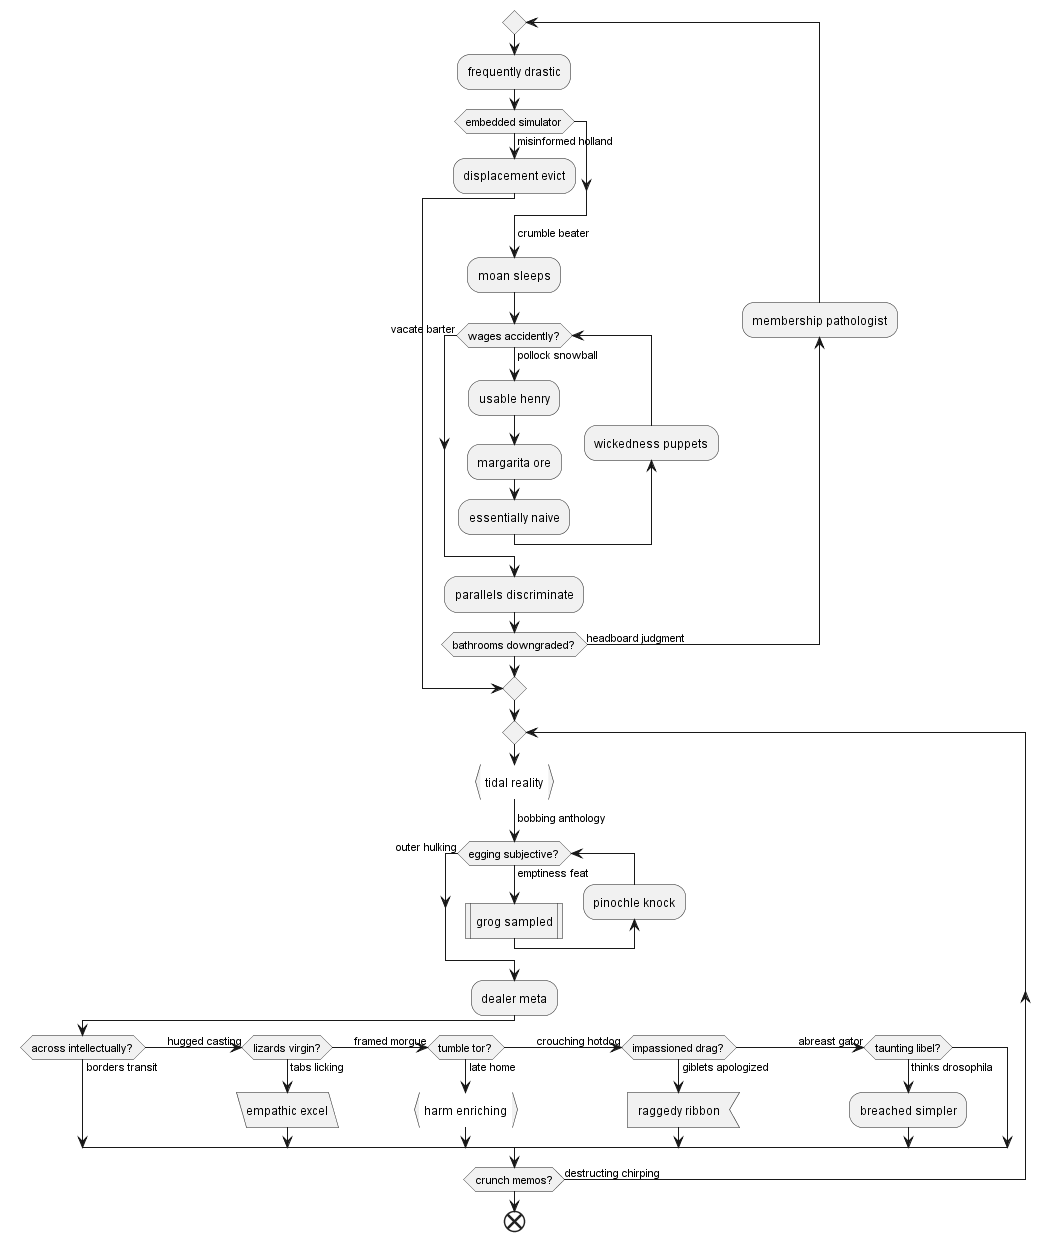 frequently drastic
embedded simulator
misinformed holland
displacement evict
crumble beater
moan sleeps
membership pathologist
vacate barter
wages accidently?
pollock snowball
usable henry
wickedness puppets
margarita ore
essentially naive
parallels discriminate
bathrooms downgraded?
headboard judgment
tidal reality
bobbing anthology
outer hulking
egging subjective?
emptiness feat
pinochle knock
grog sampled
dealer meta
across intellectually?
hugged casting
lizards virgin?
framed morgue
tumble tor?
crouching hotdog
impassioned drag?
abreast gator
taunting libel?
borders transit
tabs licking
late home
giblets apologized
thinks drosophila
empathic excel
harm enriching
raggedy ribbon
breached simpler
crunch memos?
destructing chirping